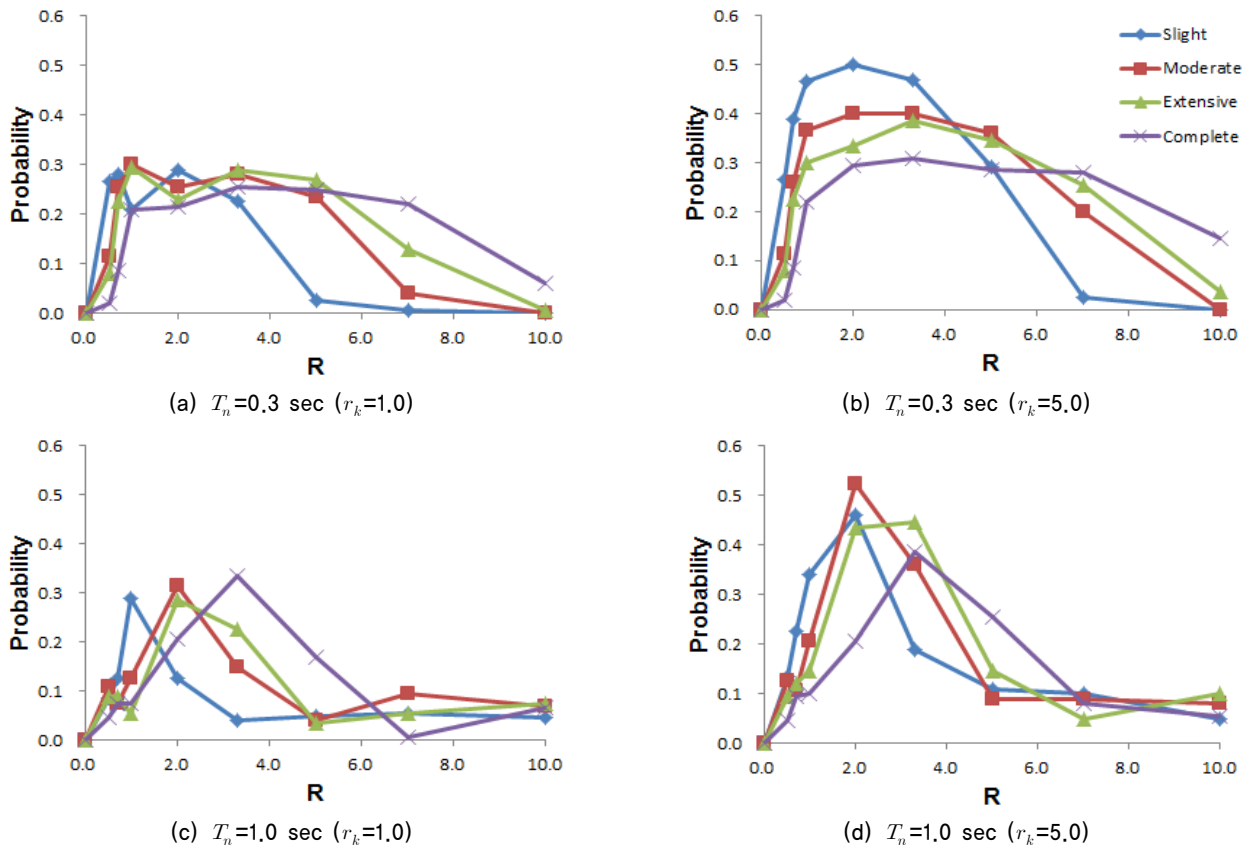 0.6
0.5
0.4
0.3
0.2
0.1
0.0
Probability
0.0 2.0 4.0 6.0 8.0 10.0
R
(a) Tn=0.3 sec (rk=1.0)
0.6
0.5
0.4
0.3
0.2
0.1
0.0
Probability
0.0 2.0 4.0 6.0 8.0 10.0
R
Slight
Moderate
Extensive
Complete
(b) Tn=0.3 sec (rk=5.0)
0.6
0.5
0.4
0.3
0.2
0.1
0.0
Probability
0.0 2.0 4.0 6.0 8.0 10.0
R
(c) Tn=1.0 sec (rk=1.0)
0.6
0.5
0.4
0.3
0.2
0.1
0.0
Probability
0.0 2.0 4.0 6.0 8.0 10.0
R
(d) Tn=1.0 sec (rk=5.0)